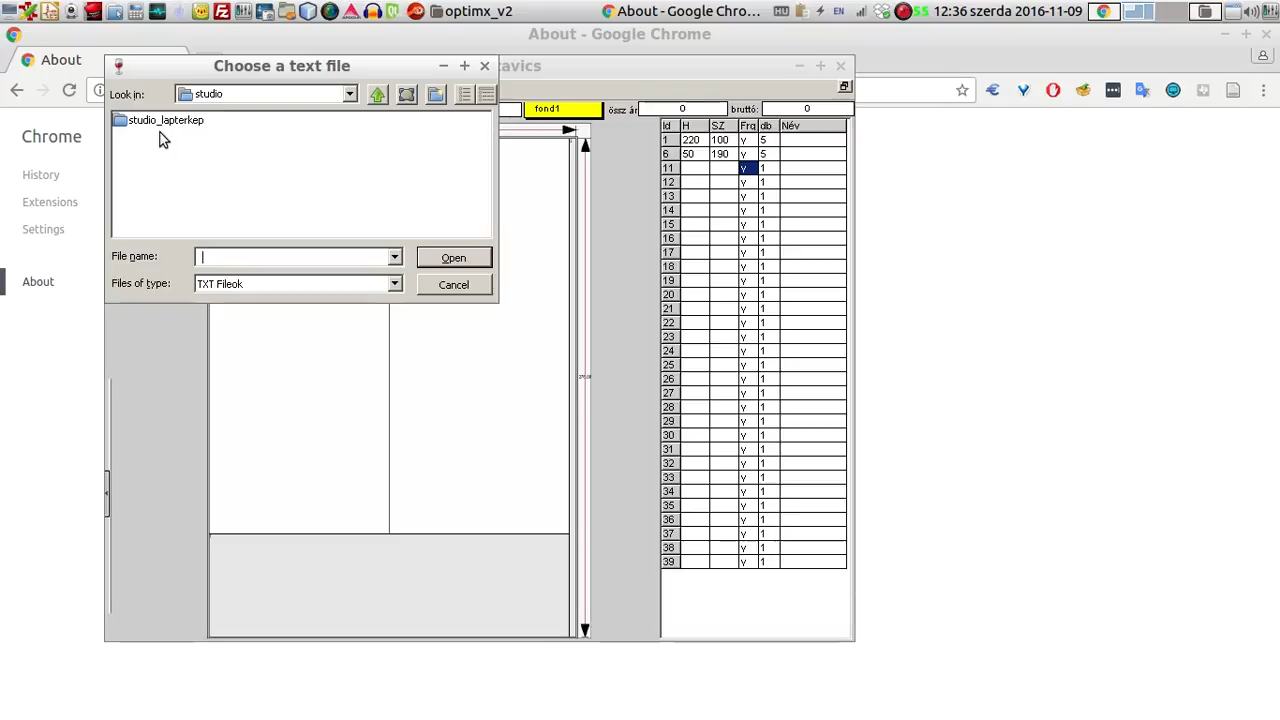 optimx_v2
About - Google Chro...
HU
EN
55
12:36 szerda 2016-11-09
About - Google Chrome
About
Choose a text file
tavics
Look in:
studio
studio_lapterkep
File name:
Open
Files of type:
TXT Fileok
Cancel
Chrome
History
Extensions
Settings
About
fond1
össz ár
0
bruttó:
0
Id H SZ Frq db Név
1 220 100 y 5
6 50 190 y 5
11 y 1
12 y 1
13 y 1
14 y 1
15 y 1
16 y 1
17 y 1
18 y 1
19 y 1
20 y 1
21 y 1
22 y 1
23 y 1
24 y 1
25 y 1
26 y 1
27 y 1
28 y 1
29 y 1
30 y 1
31 y 1
32 y 1
33 y 1
34 y 1
35 y 1
36 y 1
37 y 1
38 y 1
39 y 1